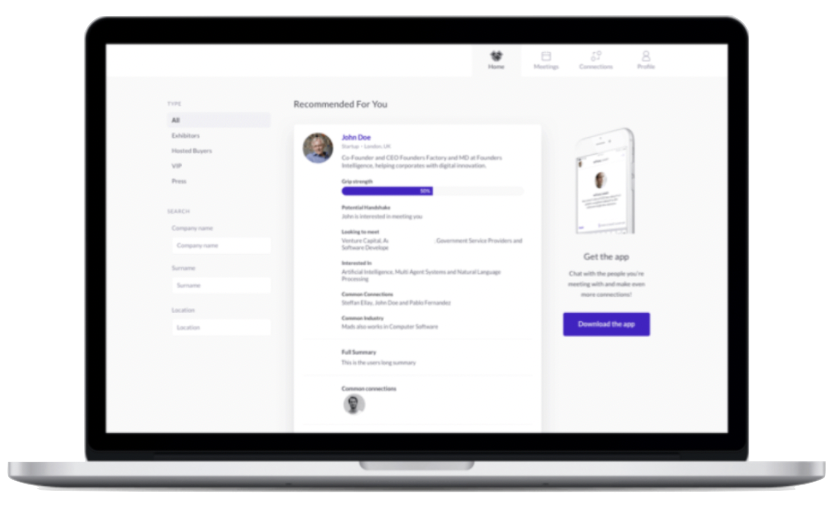 Home
Meetings
Connections
Profile
TYPE
All
Exhibitors
Hosted Buyers
VIP
Press
SEARCH
Company name
Company name
Surname
Surname
Location
Location
Recommended For You
John Doe
Startup - London, UK
Co-Founder and CEO Founders Factory and MD at Founders
Intelligence, helping corporates with digital innovation.
Grip strength
50%
Potential Handshake
John is interested in meeting you
Looking to meet
Venture Capital, Government Service Providers and
Software Develope
Interested In
Artificial Intelligence, Multi Agent Systems and Natural Language
Processing
Common Connections
Steffan Ellay, John Doe and Pablo Fernandez
Common Industry
Mads also works in Computer Software
Full Summary
This is the users long summary
Common connections
Get the app
Chat with the people you're
meeting with and make even
more connections!
Download the app